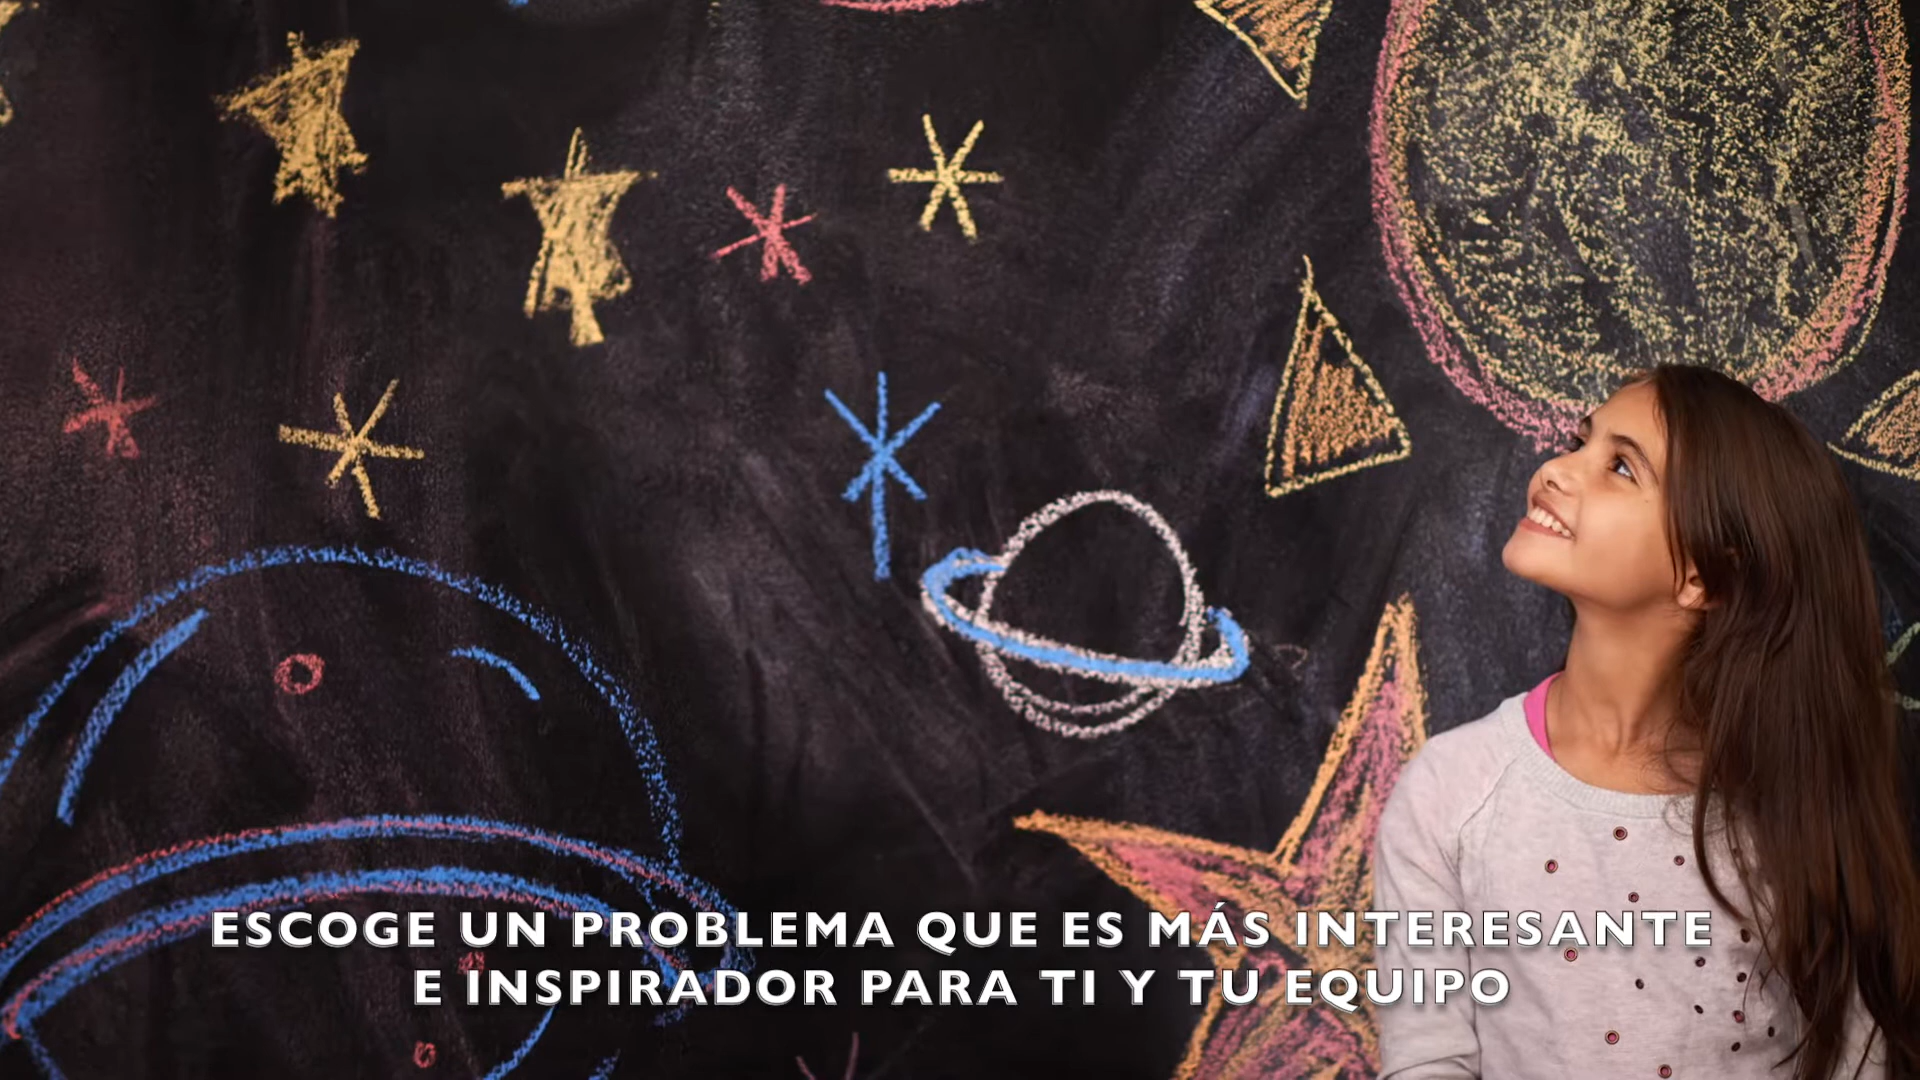 ESCOGE UN PROBLEMA QUE ES MÁS INTERESANTE
E INSPIRADOR PARA TI Y TU EQUIPO